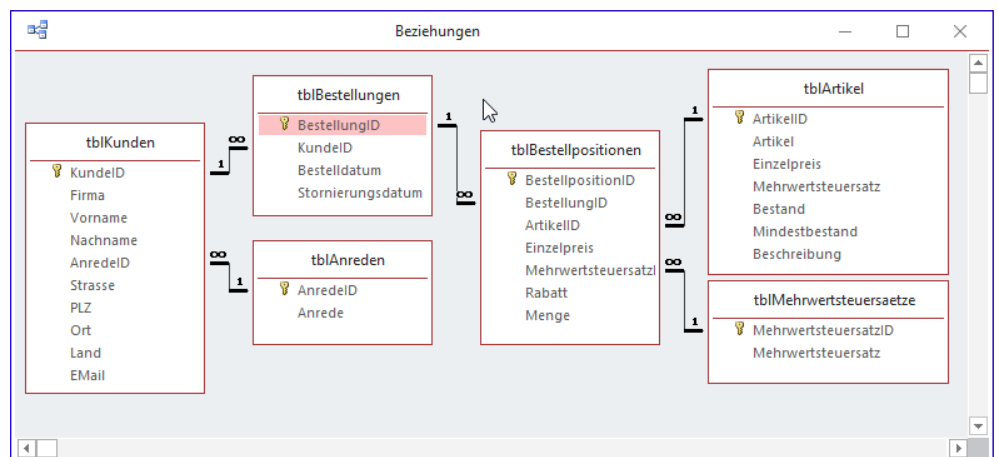 Beziehungen
tblKunden
KundeID
Firma
Vorname
Nachname
AnredeID
Strasse
PLZ
Ort
Land
EMail
1
∞
tblBestellungen
BestellungID
KundeID
Bestelldatum
Stornierungsdatum
∞
1
tblAnreden
AnredeID
Anrede
1
∞
tblBestellpositionen
BestellpositionID
BestellungID
ArtikelID
Einzelpreis
MehrwertsteuersatzI
Rabatt
Menge
1
∞
∞
1
tblArtikel
ArtikelID
Artikel
Einzelpreis
Mehrwertsteuersatz
Bestand
Mindestbestand
Beschreibung
tblMehrwertsteuersaetze
MehrwertsteuersatzID
Mehrwertsteuersatz